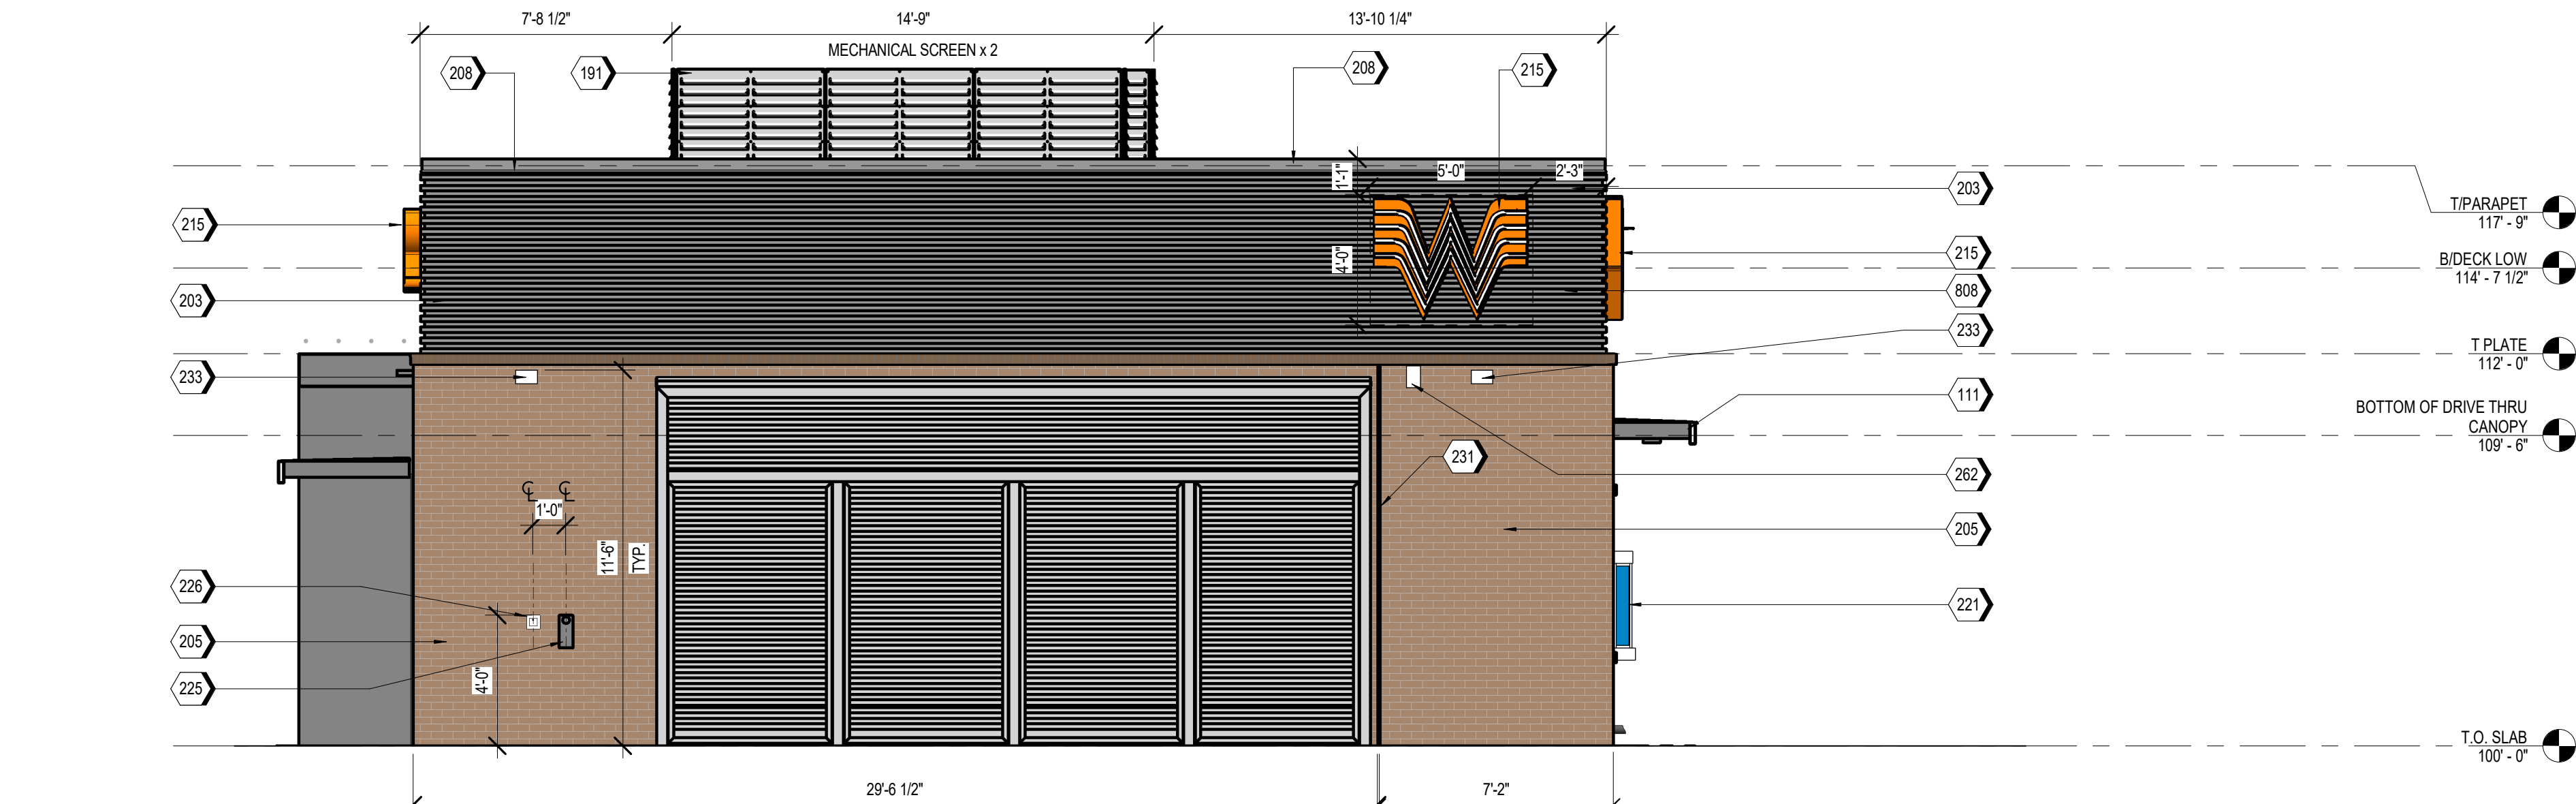 7'-8 1/2"
14'-9"
13'-10 1/4"
MECHANICAL SCREEN x 2
208
191
208
215
1'-1"
5'-0"
2'-3"
203
T/PARAPET
117' - 9"
215
215
4'-0"
B/DECK LOW
114' - 7 1/2"
203
808
233
T PLATE
112' - 0"
233
111
BOTTOM OF DRIVE THRU
CANOPY
109' - 6"
231
262
1'-0"
205
11'-6"
TYP.
226
221
205
4'-0"
225
T.O. SLAB
100' - 0"
29'-6 1/2"
7'-2"